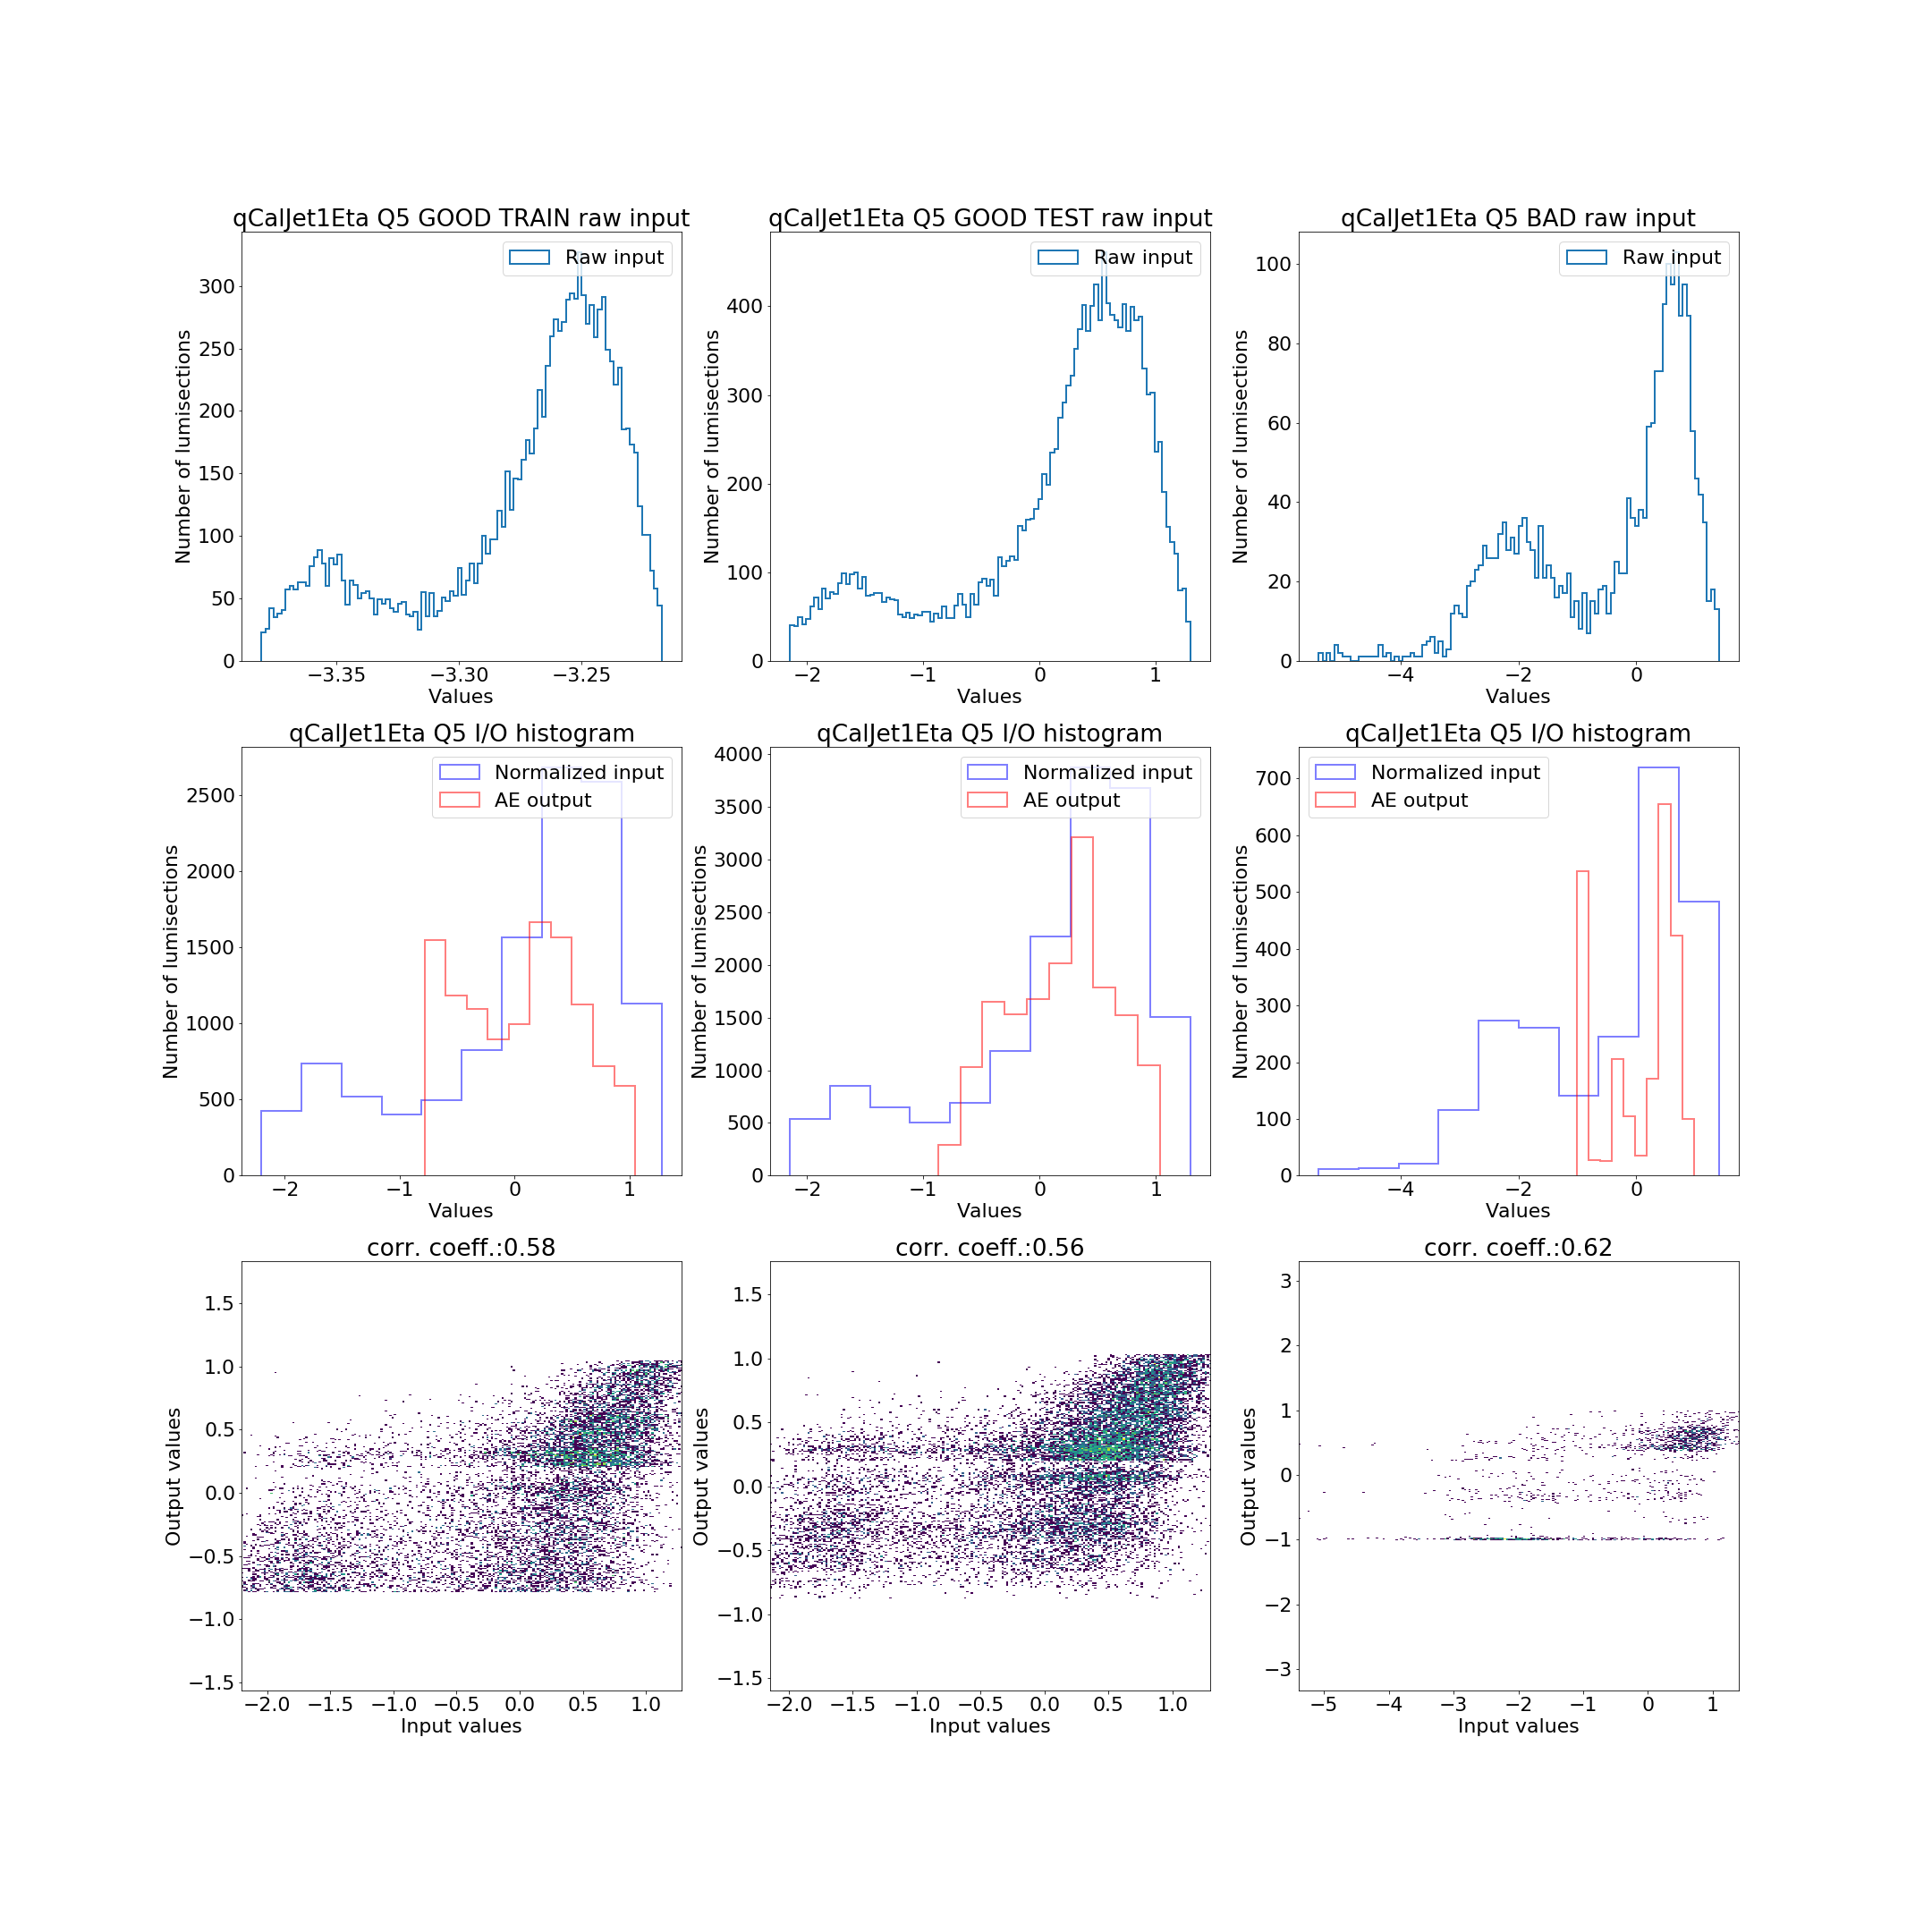 qCalJet1Eta Q5 GOOD TRAIN raw input
Raw input
Number of lumisections
300
250
200
150
100
50
0
−3.35 −3.30 −3.25
Values
qCalJet1Eta Q5 GOOD TEST raw input
Raw input
Number of lumisections
400
300
200
100
0
−2 −1 0 1
Values
qCalJet1Eta Q5 BAD raw input
Raw input
Number of lumisections
100
80
60
40
20
0
−4 −2 0
Values
qCalJet1Eta Q5 I/O histogram
Normalized input
AE output
Number of lumisections
2500
2000
1500
1000
500
0
−2 −1 0 1
Values
qCalJet1Eta Q5 I/O histogram
Normalized input
AE output
Number of lumisections
4000
3500
3000
2500
2000
1500
1000
500
0
−2 −1 0 1
Values
qCalJet1Eta Q5 I/O histogram
Normalized input
AE output
Number of lumisections
700
600
500
400
300
200
100
0
−4 −2 0
Values
corr. coeff.:0.58
Output values
1.5
1.0
0.5
0.0
−0.5
−1.0
−1.5
−2.0 −1.5 −1.0 −0.5 0.0 0.5 1.0
Input values
corr. coeff.:0.56
Output values
1.5
1.0
0.5
0.0
−0.5
−1.0
−1.5
−2.0 −1.5 −1.0 −0.5 0.0 0.5 1.0
Input values
corr. coeff.:0.62
Output values
3
2
1
0
−1
−2
−3
−5 −4 −3 −2 −1 0 1
Input values